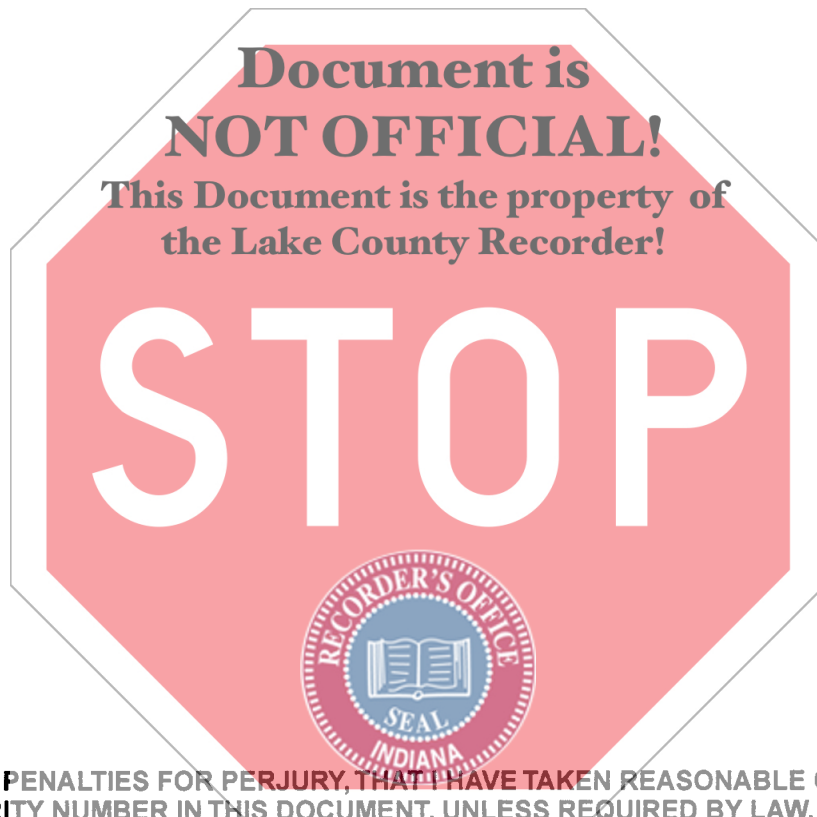 Document is
NOT OFFICIAL!
This Document is the property of
the Lake County Recorder!
STOP
RECORDER'S OFFICE
SEAL
INDIANA
PENALTIES FOR PERJURY, THAT I HAVE TAKEN REASONABLE
ITY NUMBER IN THIS DOCUMENT, UNLESS REQUIRED BY LAW.